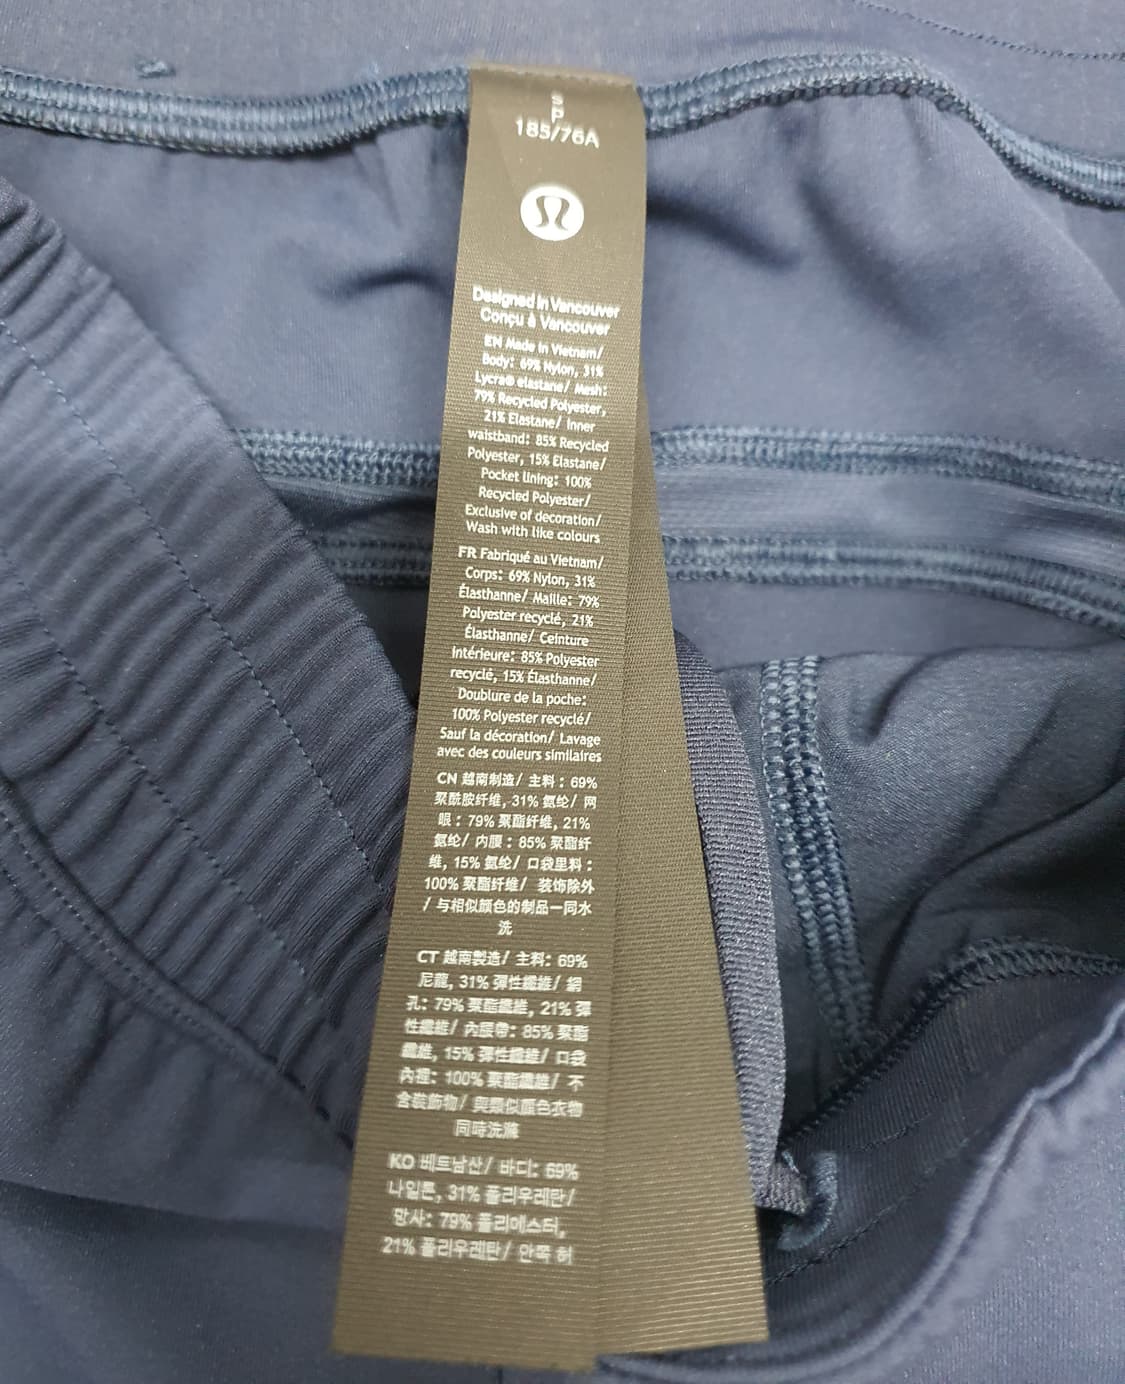 S
P
185/76A
Designed in Vancouver
Conçu à Vancouver
EN Made in Vietnam/
Body: 69% Nylon, 31%
Lycra® elastane/ Mesh:
79% Recycled Polyester,
21% Elastane/ Inner
waistband: 85% Recycled
Polyester, 15% Elastane/
Pocket lining: 100%
Recycled Polyester/
Exclusive of decoration/
Wash with like colours
FR Fabriqué au Vietnam/
Corps: 69% Nylon, 31%
Élasthanne/ Maille: 79%
Polyester recyclé, 21%
Élasthanne/ Ceinture
Intérieure: 85% Polyester
recyclé, 15% Élasthanne/
Doublure de la poche:
100% Polyester recyclé/
Sauf la décoration/ Lavage
avec des couleurs similaires
CN 越南制造/ 主料：69%
聚酰胺纤维, 31% 氨纶/ 网
眼：79% 聚酯纤维, 21%
氨纶/ 内腰：85% 聚酯纤
维, 15% 氨纶/ 口袋里料：
100% 聚酯纤维/ 装饰除外
/ 与相似颜色的制品一同水
洗
CT 越南製造/ 主料: 69%
尼龍, 31% 彈性纖維/ 網
孔: 79% 聚酯纖維, 21% 彈
性纖維/ 內腰帶: 85% 聚酯
纖維, 15% 彈性纖維/ 口袋
內裡: 100% 聚酯纖維/ 不
含裝飾物/ 與類似顏色衣物
同時洗滌
KO 베트남산/ 바디: 69%
나일론, 31% 폴리우레탄/
망사: 79% 폴리에스터,
21% 폴리우레탄/ 안쪽 허